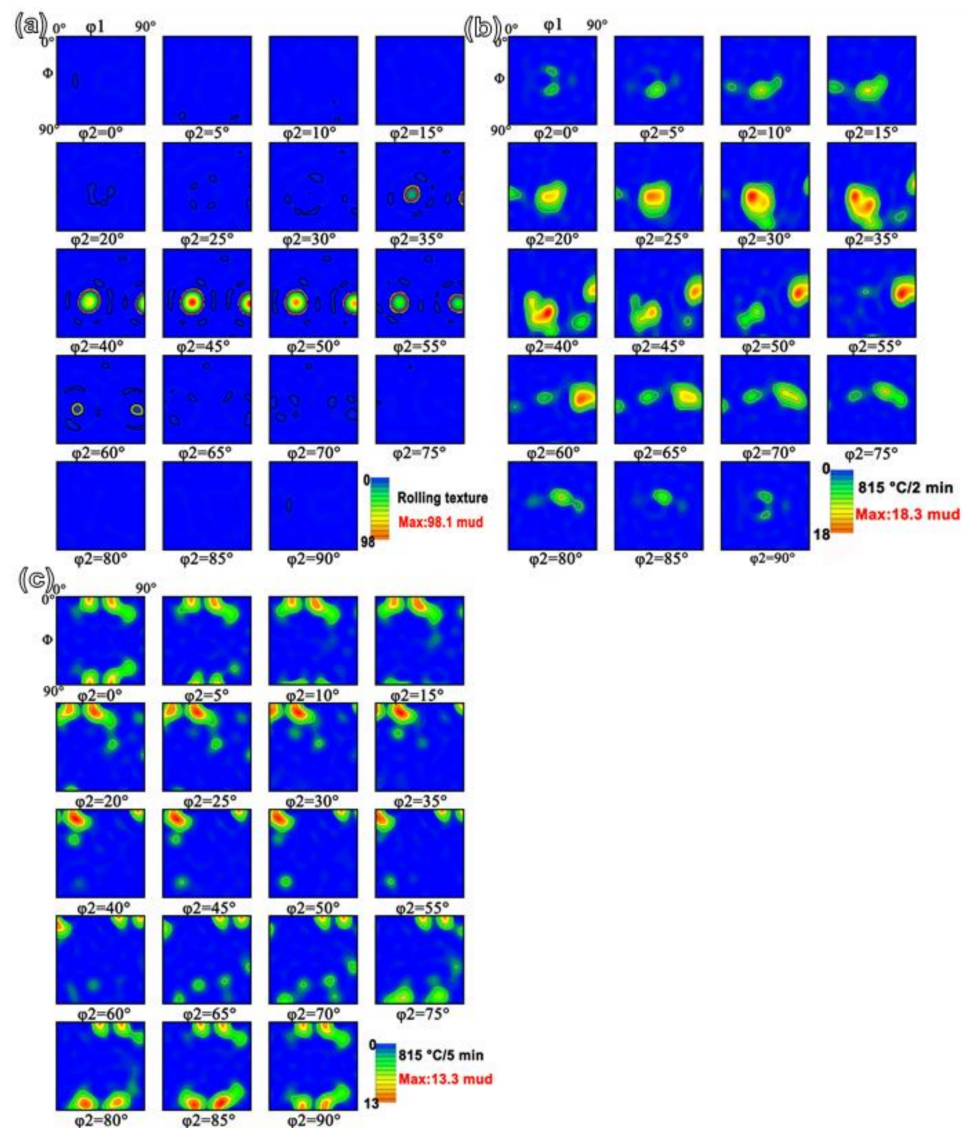 (a)
0° φ1 90°
0°
Φ
90° φ2=0° φ2=5° φ2=10° φ2=15°
φ2=20° φ2=25° φ2=30° φ2=35°
φ2=40° φ2=45° φ2=50° φ2=55°
φ2=60° φ2=65° φ2=70° φ2=75°
0
Rolling texture
Max:98.1 mud
98
φ2=80° φ2=85° φ2=90°
(b)
0° φ1 90°
0°
Φ
90° φ2=0° φ2=5° φ2=10° φ2=15°
φ2=20° φ2=25° φ2=30° φ2=35°
φ2=40° φ2=45° φ2=50° φ2=55°
φ2=60° φ2=65° φ2=70° φ2=75°
0
815 °C/2 min
Max:18.3 mud
18
φ2=80° φ2=85° φ2=90°
(c)
0° 90°
0°
Φ
90° φ2=0° φ2=5° φ2=10° φ2=15°
φ2=20° φ2=25° φ2=30° φ2=35°
φ2=40° φ2=45° φ2=50° φ2=55°
φ2=60° φ2=65° φ2=70° φ2=75°
0
815 °C/5 min
Max:13.3 mud
13
φ2=80° φ2=85° φ2=90°